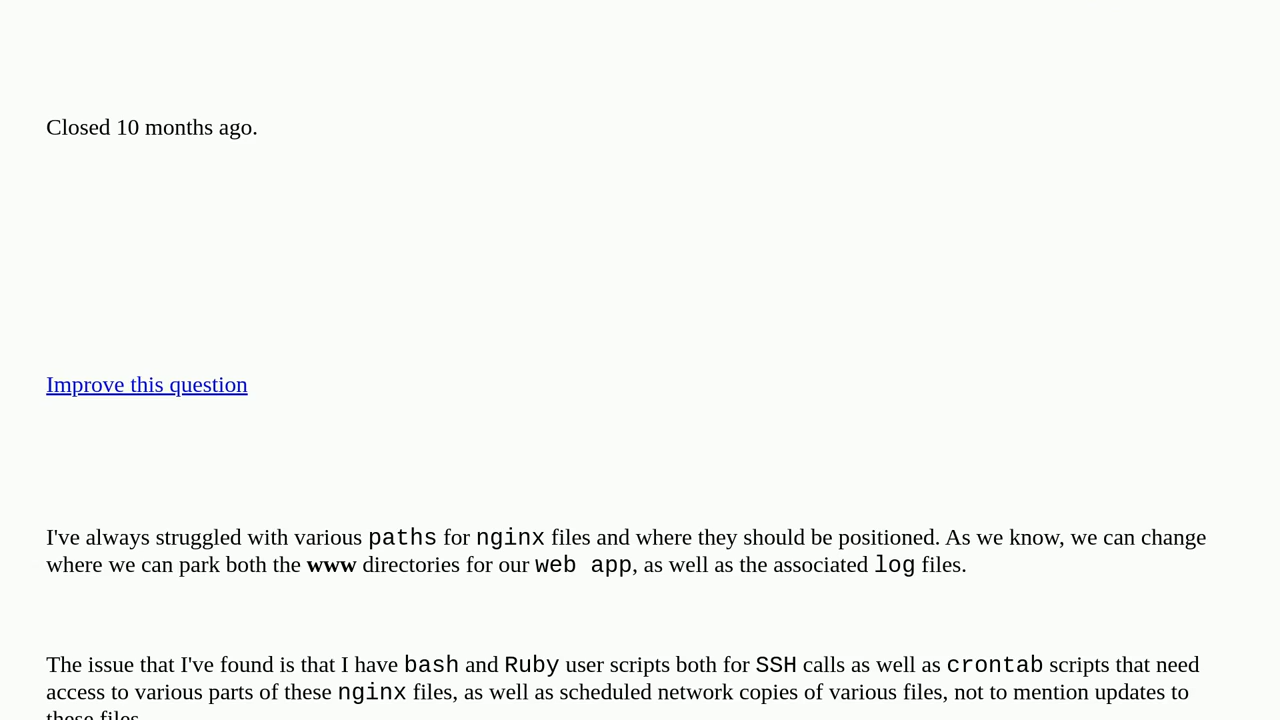 Closed 10 months ago.
Improve this question
I've always struggled with various paths for nginx files and where they should be positioned. As we know, we can change
where we can park both the www directories for our web app, as well as the associated log files.
The issue that I've found is that I have bash and Ruby user scripts both for SSH calls as well as crontab scripts that need
access to various parts of these nginx files, as well as scheduled network copies of various files, not to mention updates to
these files.